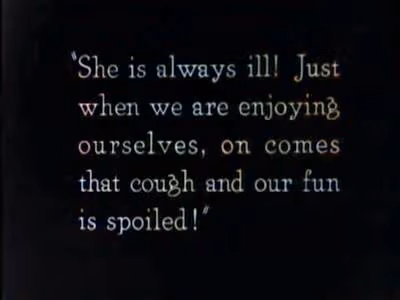 "She is always ill! Just
when we are enjoying
ourselves, on comes
that cough and our fun
is spoiled!"